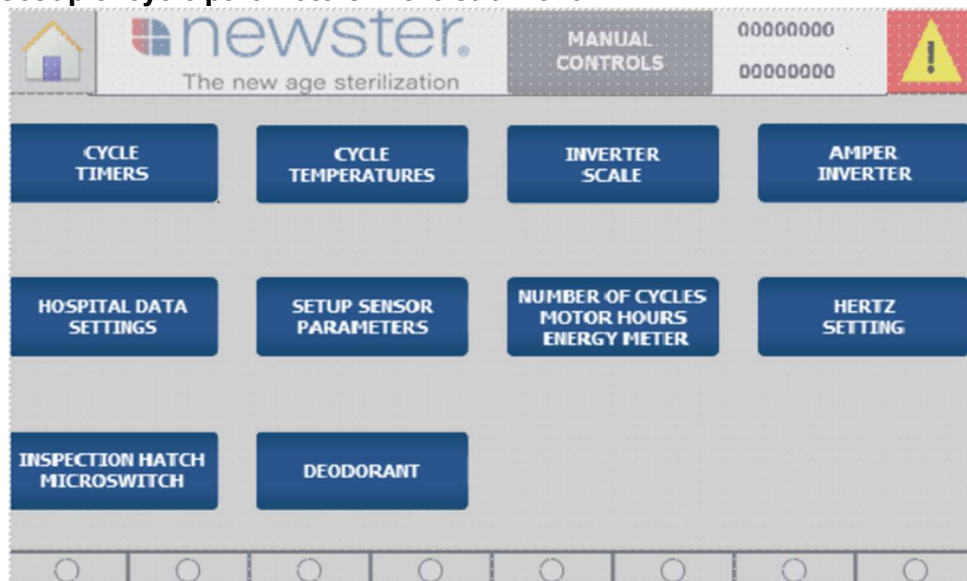 newster.
The new age sterilization
MANUAL
CONTROLS
00000000
00000000
CYCLE
TIMERS
CYCLE
TEMPERATURES
INVERTER
SCALE
AMPER
INVERTER
HOSPITAL DATA
SETTINGS
SETUP SENSOR
PARAMETERS
NUMBER OF CYCLES
MOTOR HOURS
ENERGY METER
HERTZ
SETTING
INSPECTION HATCH
MICROSWITCH
DEODORANT